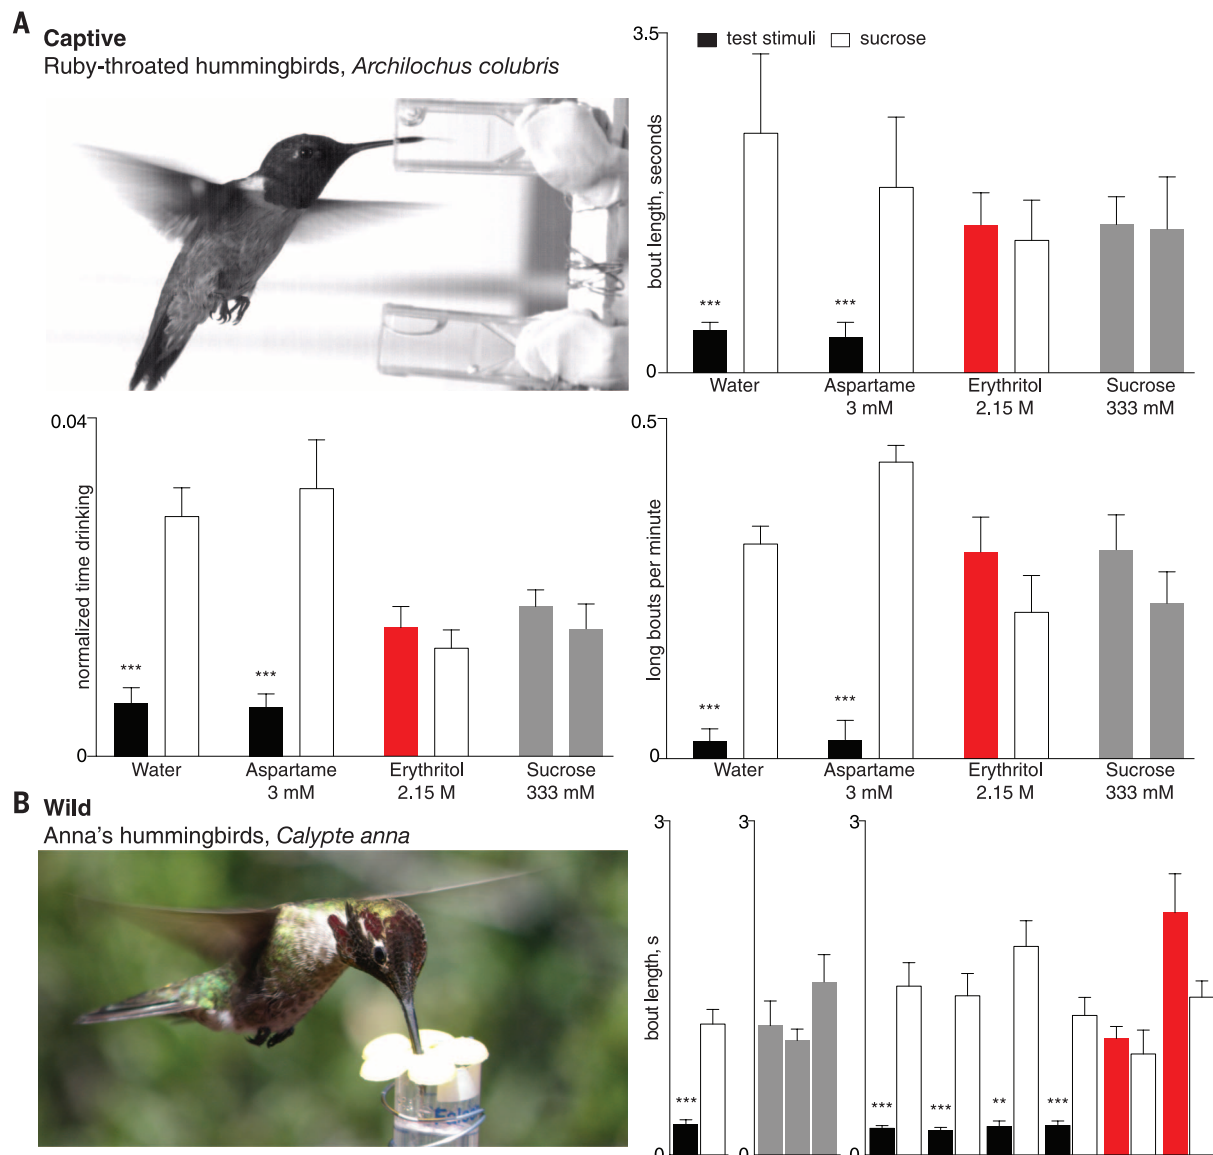 A
Captive
Ruby-throated hummingbirds, Archilochus colubris
3.5
test stimuli
sucrose
bout length, seconds
***
***
0
Water
Aspartame
3 mM
Erythritol
2.15 M
Sucrose
333 mM
0.04
normalized time drinking
***
***
0
Water
Aspartame
3 mM
Erythritol
2.15 M
Sucrose
333 mM
0.5
long bouts per minute
***
***
0
Water
Aspartame
3 mM
Erythritol
2.15 M
Sucrose
333 mM
B
Wild
Anna's hummingbirds, Calypte anna
3
3
3
bout length, s
***
***
***
**
***
0
0
0